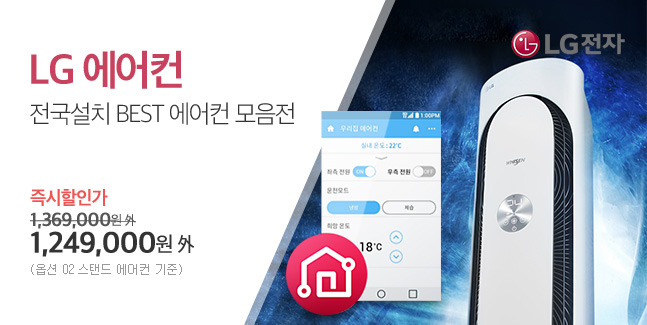 LG 에어컨
전국설치 BEST 에어컨 모음전
즉시할인가
1,369,000원 外
1,249,000원 外
(옵션 02 스탠드 에어컨 기준)
LG전자
1:00PM
우리집 에어컨
실내 온도 : 22℃
좌측 전원 ON 우측 전원 OFF
운전모드
냉방 제습
희망 온도
18℃
WHISEN